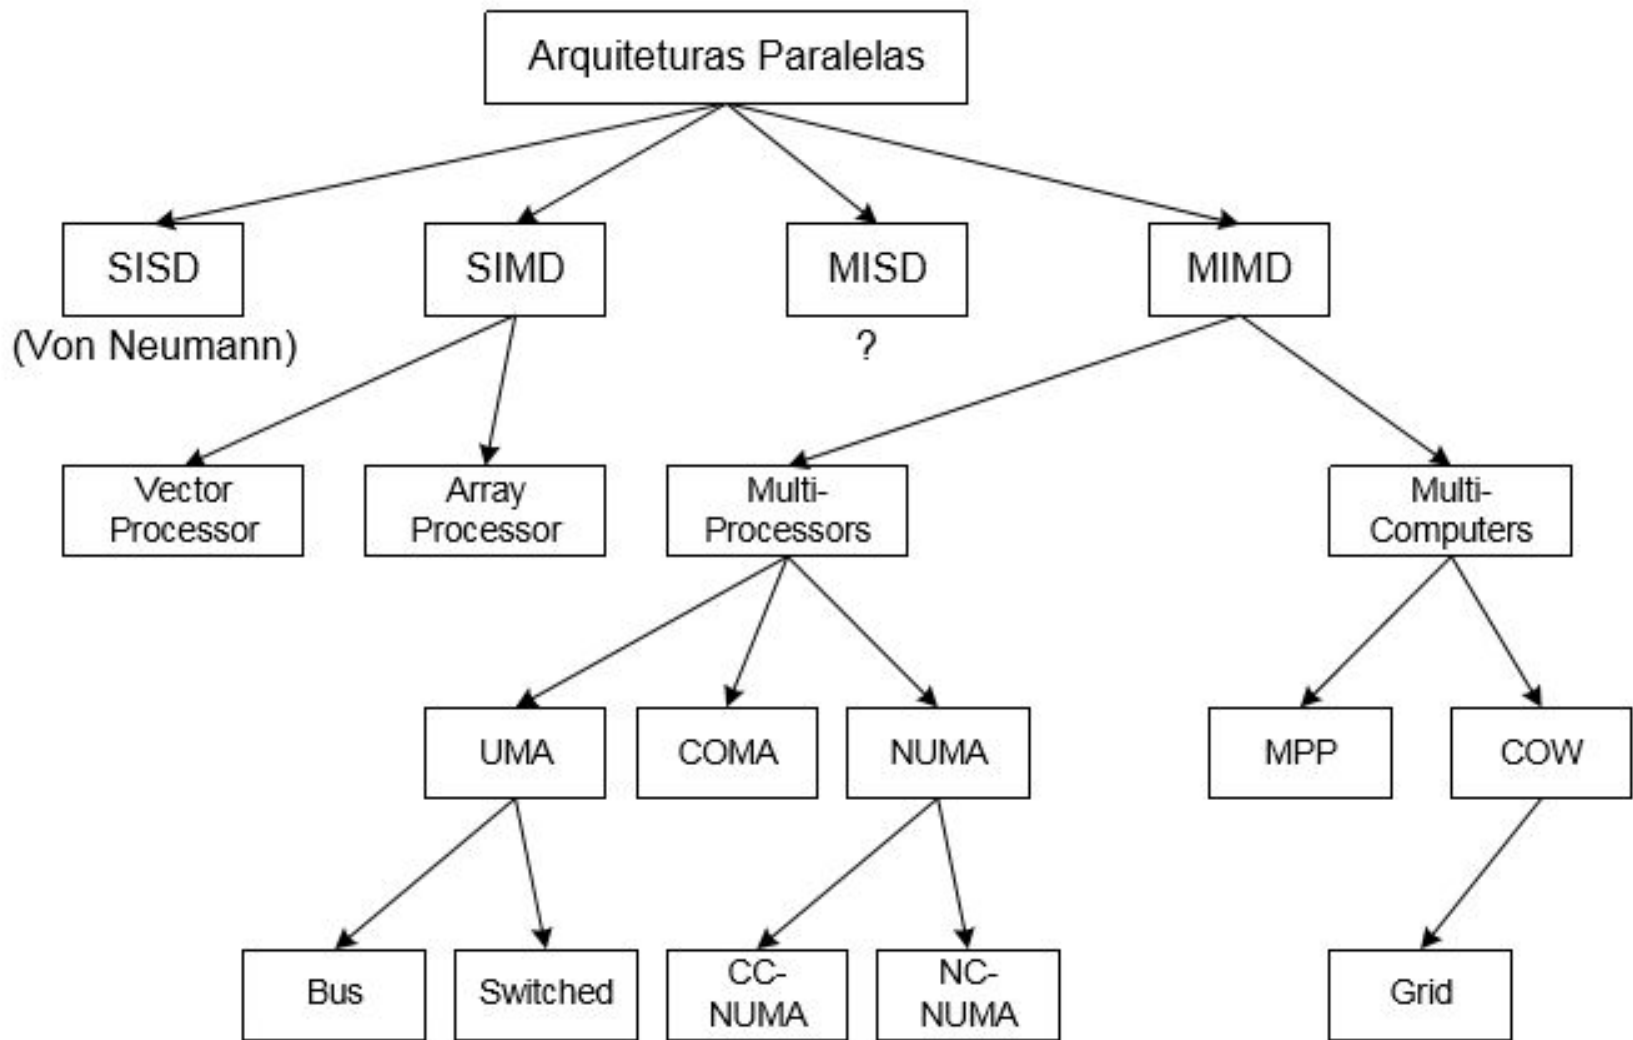 Arquiteturas Paralelas
SISD
SIMD
MISD
MIMD
(Von Neumann)
?
Vector
Processor
Array
Processor
Multi-
Processors
Multi-
Computers
UMA
COMA
NUMA
MPP
COW
Bus
Switched
CC-
NUMA
NC-
NUMA
Grid